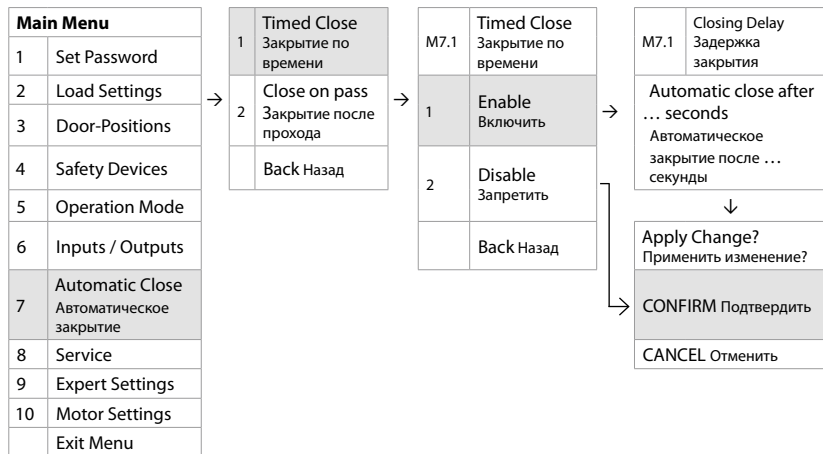 Main Menu
1 Set Password
2 Load Settings
3 Door-Positions
4 Safety Devices
5 Operation Mode
6 Inputs / Outputs
7 Automatic Close
Автоматическое
закрытие
8 Service
9 Expert Settings
10 Motor Settings
Exit Menu
→
1 Timed Close
Закрытие по
времени
2 Close on pass
Закрытие после
прохода
Back Назад
→
M7.1 Timed Close
Закрытие по
времени
1 Enable
Включить
2 Disable
Запретить
Back Назад
→
M7.1 Closing Delay
Задержка
закрытия
Automatic close after
… seconds
Автоматическое
закрытие после …
секунды
↓
Apply Change?
Применить изменение?
CONFIRM Подтвердить
CANCEL Отменить